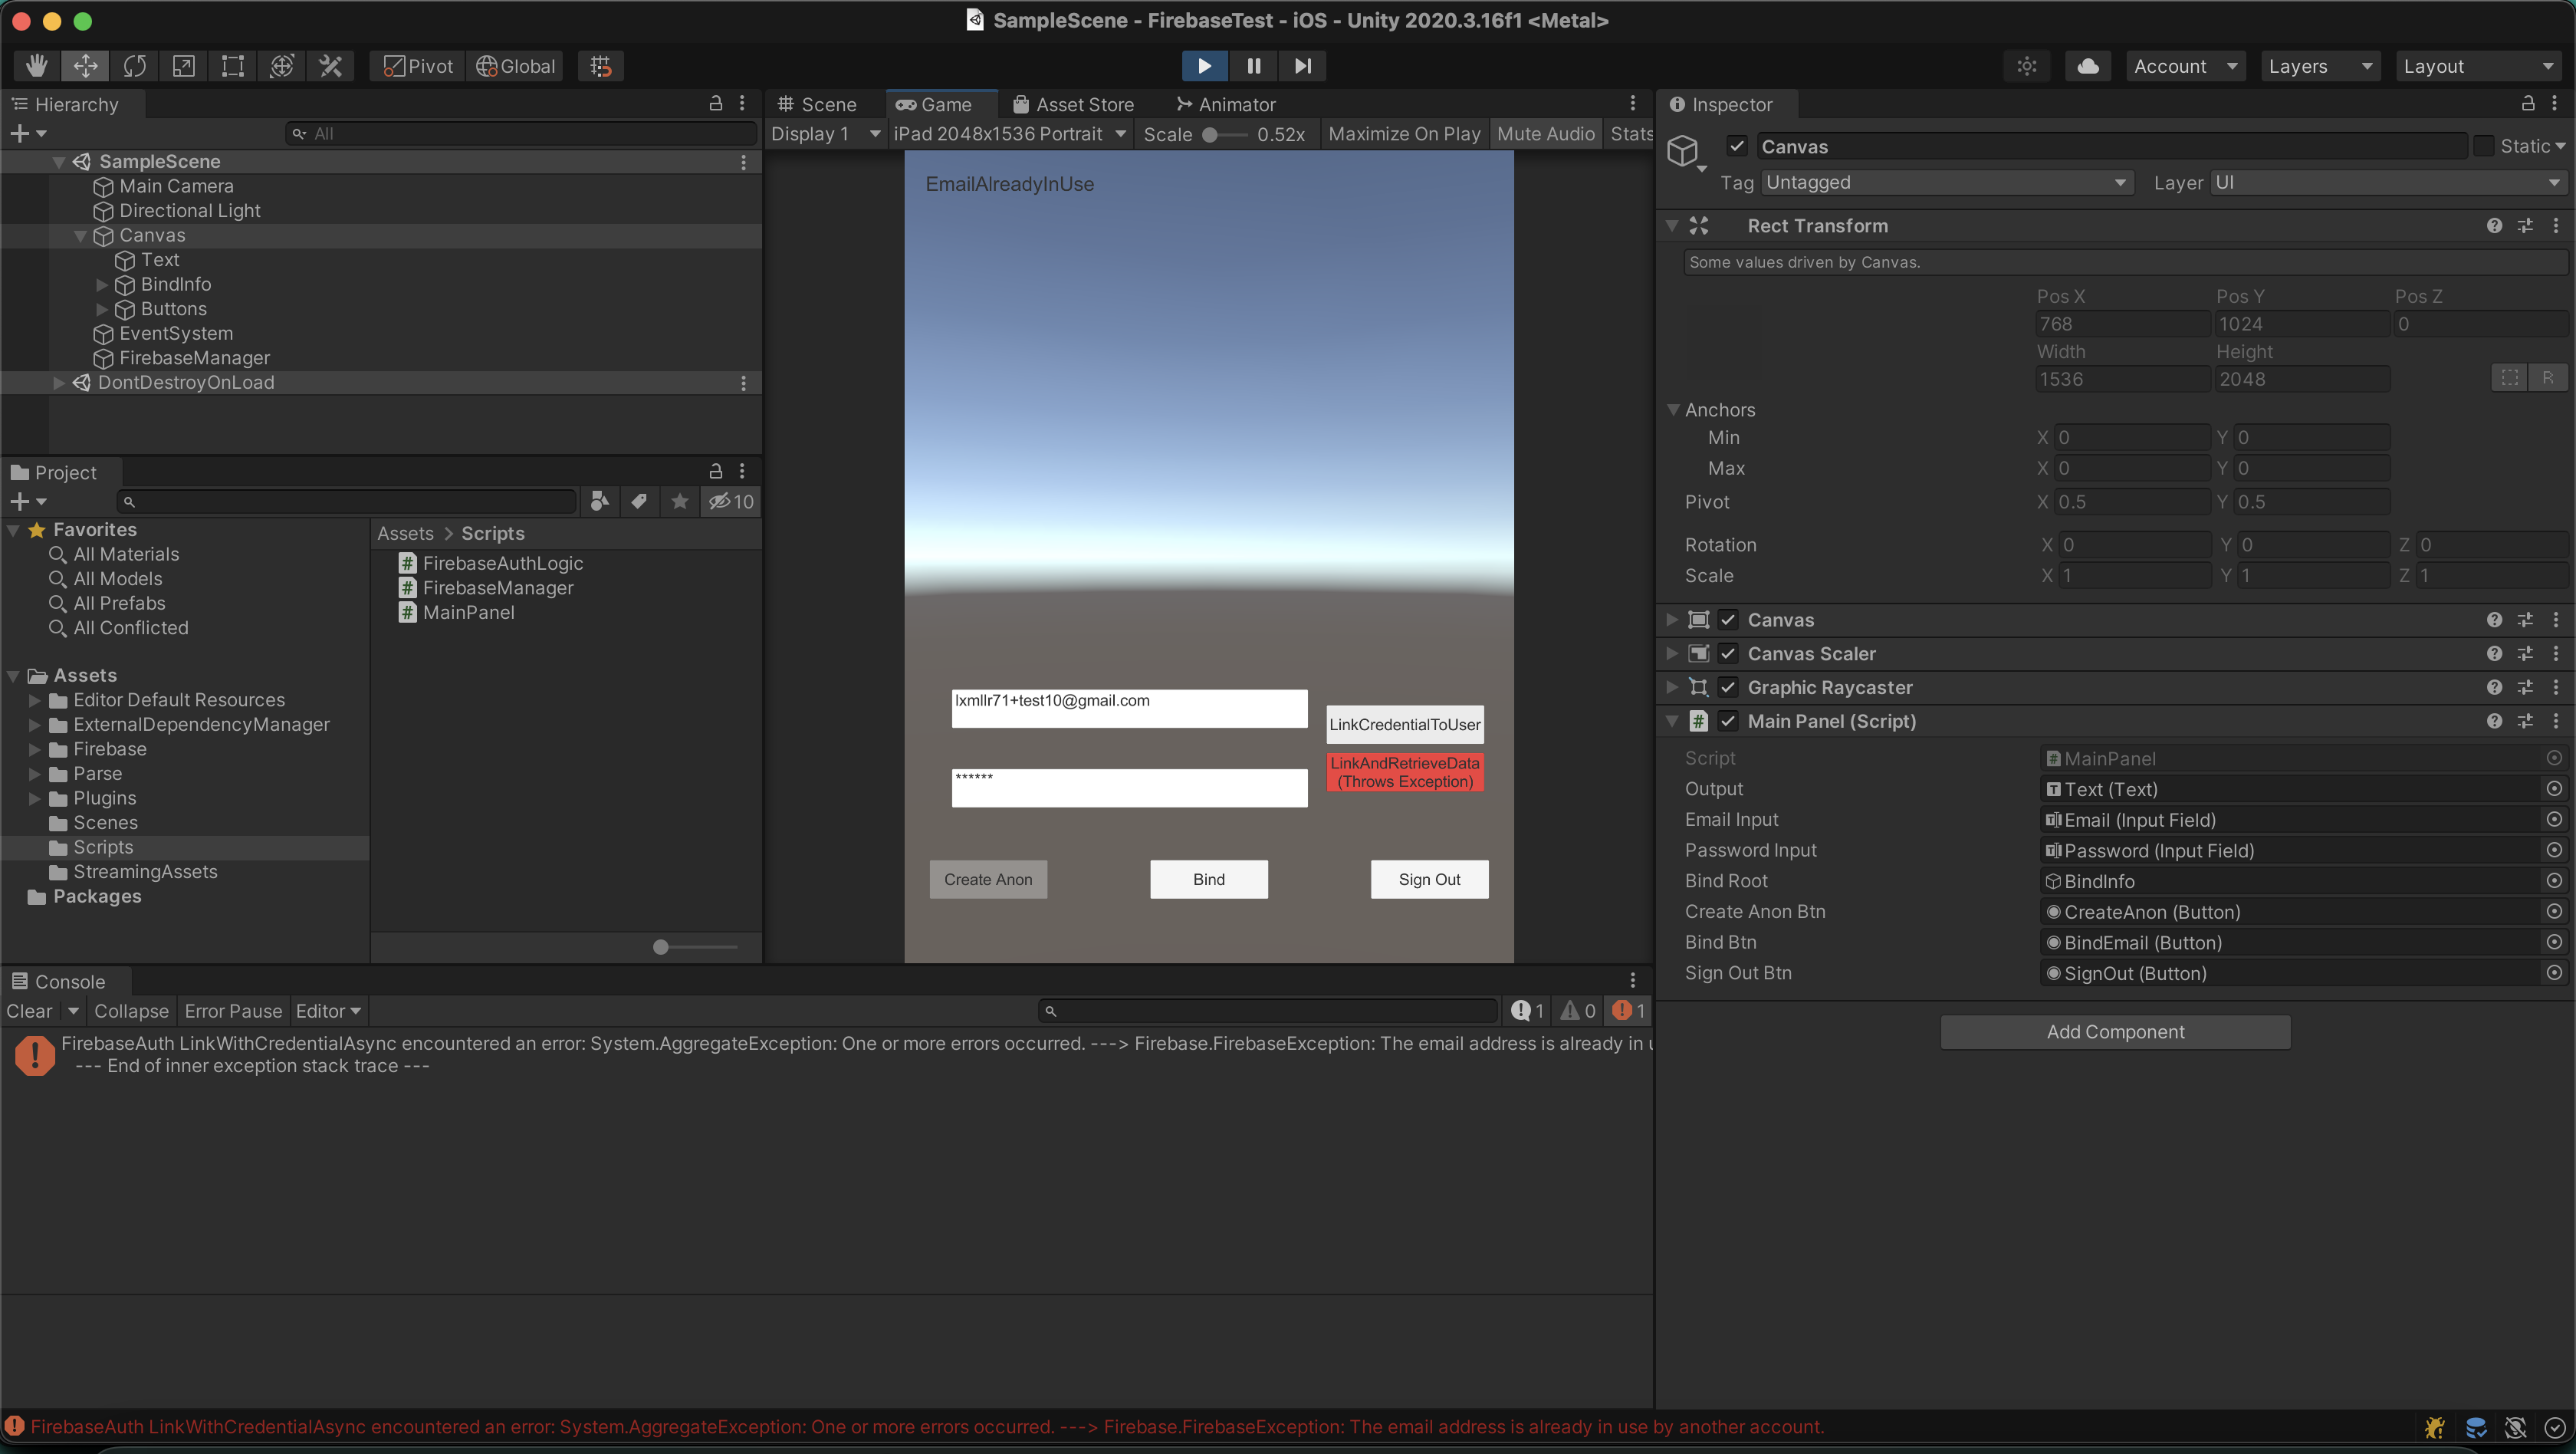 SampleScene - FirebaseTest - iOS - Unity 2020.3.16f1 <Metal>
Pivot Global Account Layers Layout
Hierarchy
All
SampleScene
Main Camera
Directional Light
Canvas
Text
BindInfo
Buttons
EventSystem
FirebaseManager
DontDestroyOnLoad
Project
10
Favorites
All Materials
All Models
All Prefabs
All Conflicted
Assets
Editor Default Resources
ExternalDependencyManager
Firebase
Parse
Plugins
Scenes
Scripts
StreamingAssets
Packages
Assets > Scripts
FirebaseAuthLogic
FirebaseManager
MainPanel
Scene Game Asset Store Animator
Display 1 iPad 2048x1536 Portrait Scale 0.52x Maximize On Play Mute Audio Stats
EmailAlreadyInUse
lxmllr71+test10@gmail.com
LinkCredentialToUser
LinkAndRetrieveData
(Throws Exception)
******
Create Anon Bind Sign Out
Inspector
Canvas Static
Tag Untagged Layer UI
Rect Transform
Some values driven by Canvas.
Pos X Pos Y Pos Z
768 1024 0
Width Height
1536 2048 R
Anchors
Min X 0 Y 0
Max X 0 Y 0
Pivot X 0.5 Y 0.5
Rotation X 0 Y 0 Z 0
Scale X 1 Y 1 Z 1
Canvas
Canvas Scaler
Graphic Raycaster
# Main Panel (Script)
Script MainPanel
Output Text (Text)
Email Input Email (Input Field)
Password Input Password (Input Field)
Bind Root BindInfo
Create Anon Btn CreateAnon (Button)
Bind Btn BindEmail (Button)
Sign Out Btn SignOut (Button)
Add Component
Console
Clear Collapse Error Pause Editor 1 0 1
FirebaseAuth LinkWithCredentialAsync encountered an error: System.AggregateException: One or more errors occurred. ---> Firebase.FirebaseException: The email address is already in u
--- End of inner exception stack trace ---
FirebaseAuth LinkWithCredentialAsync encountered an error: System.AggregateException: One or more errors occurred. ---> Firebase.FirebaseException: The email address is already in use by another account.